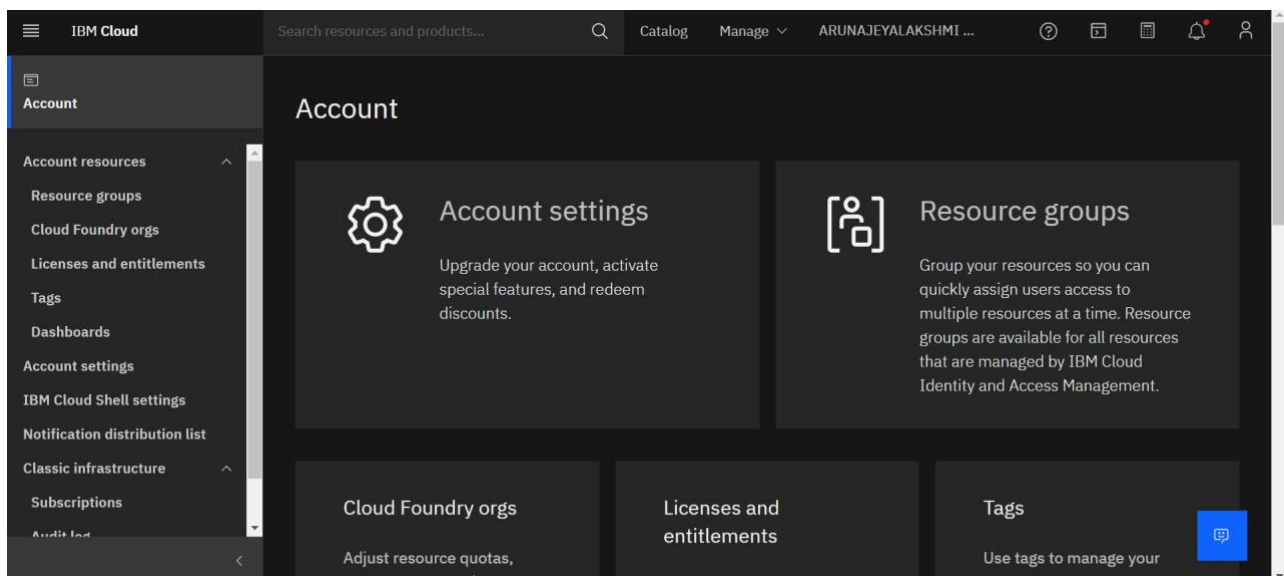 IBM Cloud
Search resources and products...
Catalog
Manage
ARUNAJEYALAKSHMI ...
Account
Account resources
Resource groups
Cloud Foundry orgs
Licenses and entitlements
Tags
Dashboards
Account settings
IBM Cloud Shell settings
Notification distribution list
Classic infrastructure
Subscriptions
Audit log
Account
Account settings
Upgrade your account, activate
special features, and redeem
discounts.
Resource groups
Group your resources so you can
quickly assign users access to
multiple resources at a time. Resource
groups are available for all resources
that are managed by IBM Cloud
Identity and Access Management.
Cloud Foundry orgs
Adjust resource quotas,
Licenses and
entitlements
Tags
Use tags to manage your